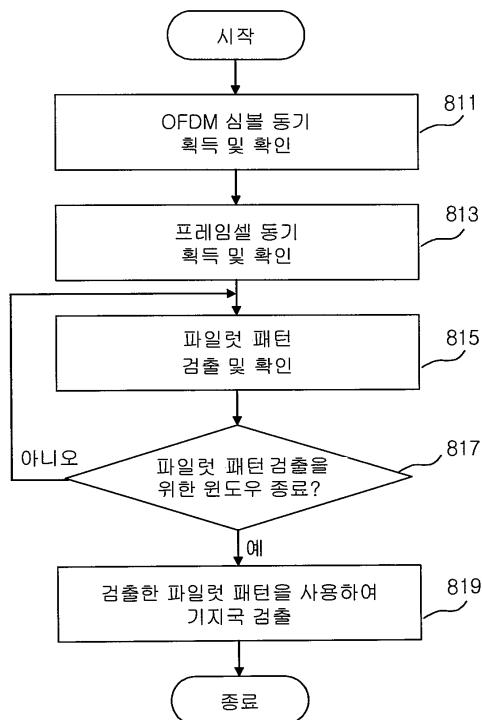 시작
OFDM 심볼 동기
획득 및 확인
811
프레임셀 동기
획득 및 확인
813
파일럿 패턴
검출 및 확인
815
파일럿 패턴 검출을
위한 윈도우 종료?
817
아니오
예
검출한 파일럿 패턴을 사용하여
기지국 검출
819
종료